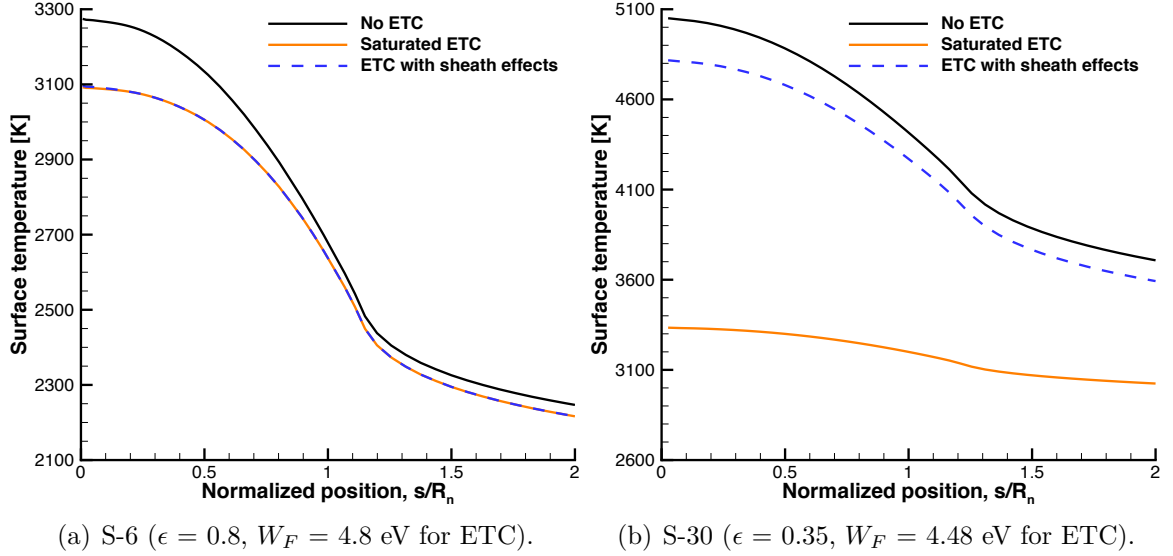 3300
3100
2900
2700
2500
2300
2100
Surface temperature [K]
No ETC
Saturated ETC
ETC with sheath effects
0
0.5
1
1.5
2
Normalized position, s/Rₙ
(a) S-6 (ϵ = 0.8, W_F = 4.8 eV for ETC).
5100
4600
4100
3600
3100
2600
Surface temperature [K]
No ETC
Saturated ETC
ETC with sheath effects
0
0.5
1
1.5
2
Normalized position, s/Rₙ
(b) S-30 (ϵ = 0.35, W_F = 4.48 eV for ETC).